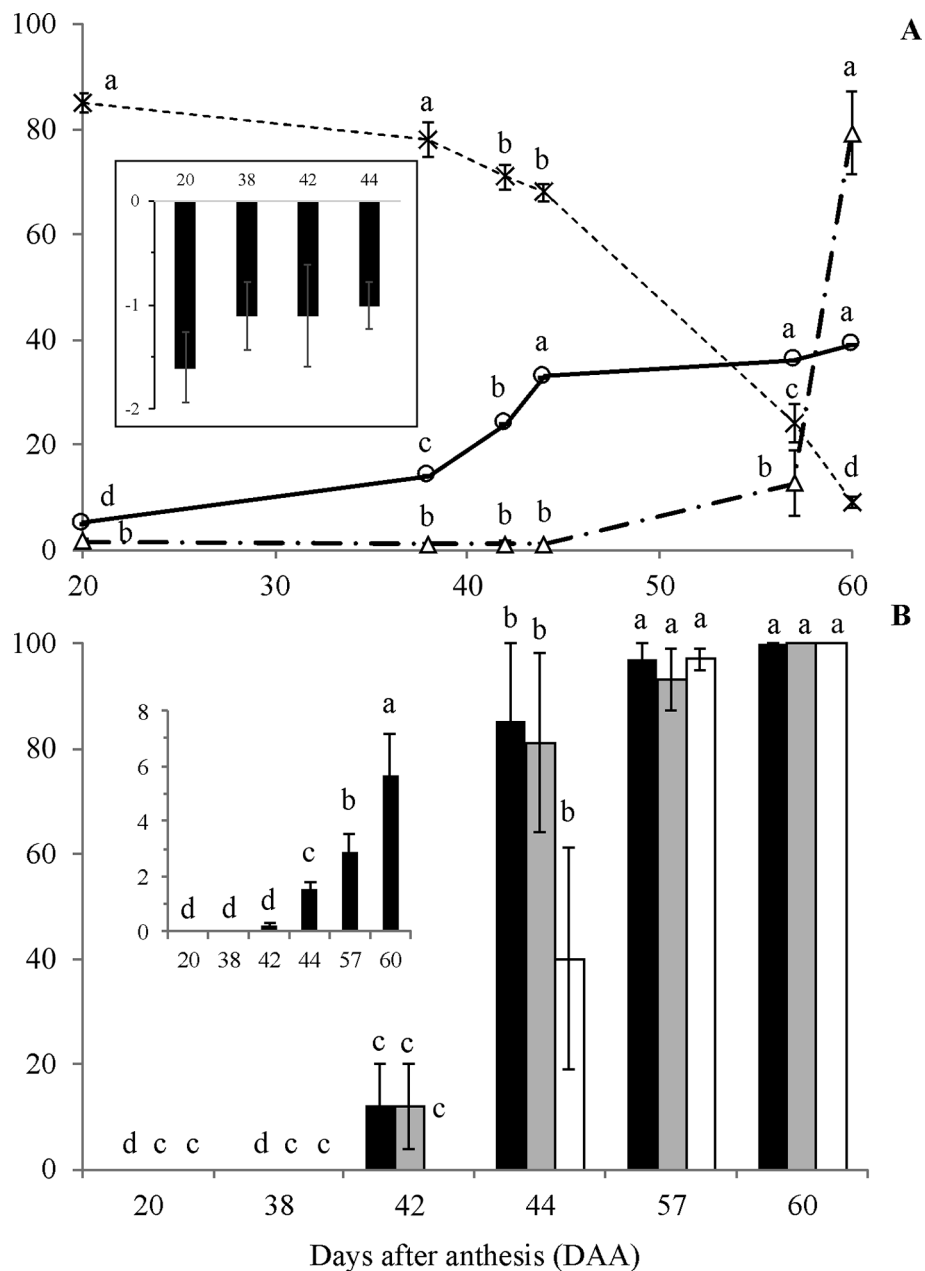 100 A
a a a
80
b b
20 38 42 44
0
60
-1
a a
40 a
b
-2 c
20 c
d b d
b b b b
0
20 30 40 50 60
B
b b a a a a a a
100
8 a
80
6
b
4 b
60
c
2
d d d
0
20 38 42 44 57 60
40
20
c c
c
d c c d c c
0
20 38 42 44 57 60
Days after anthesis (DAA)